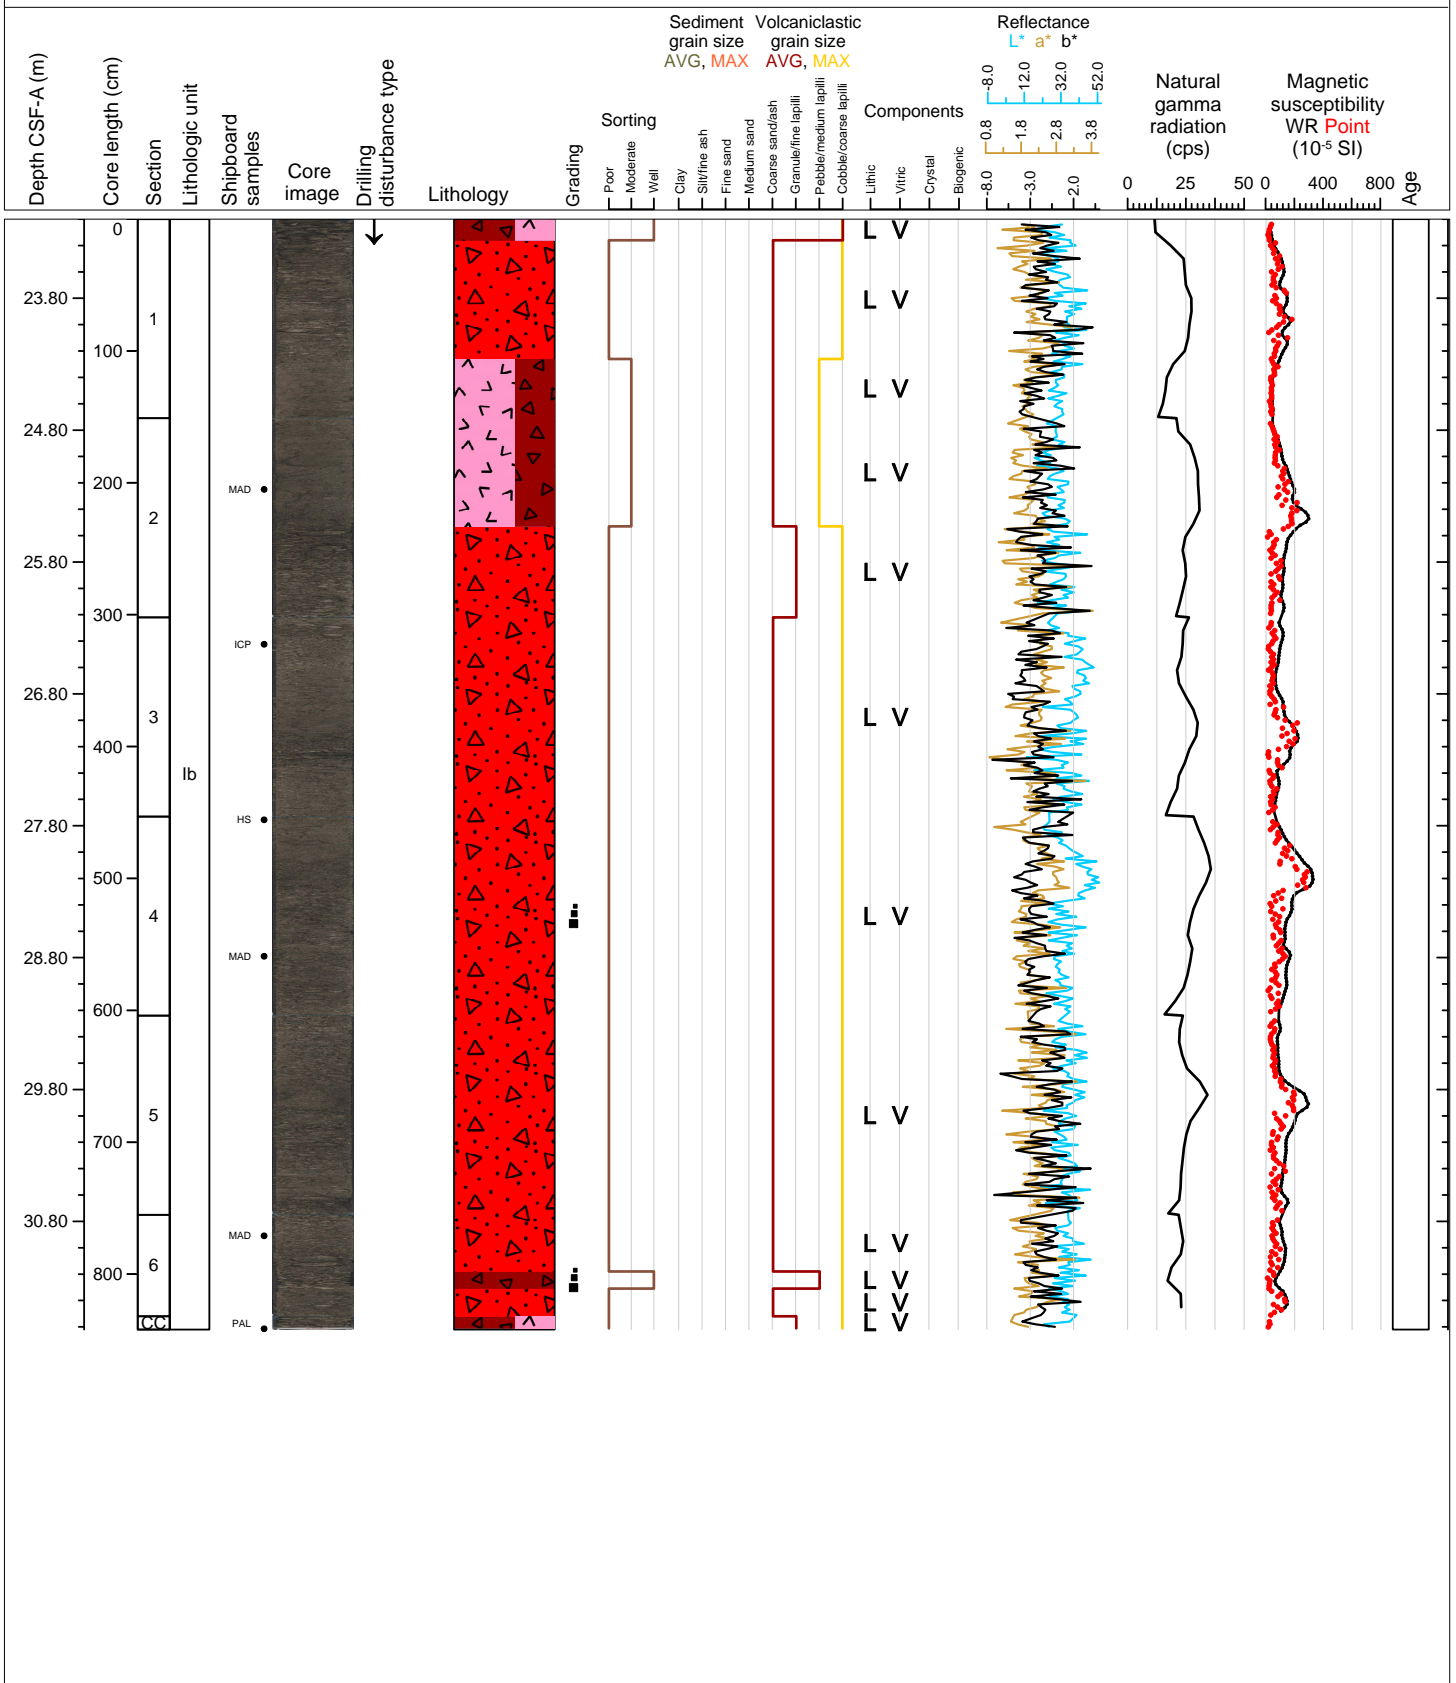 Depth CSF-A (m)
Core length (cm)
Section
Lithologic unit
Shipboard
samples
Core
image
Drilling
disturbance type
Lithology
Grading
Sorting
Poor
Moderate
Well
Sediment
grain size
AVG, MAX
Volcaniclastic
grain size
AVG, MAX
Clay
Silt/fine ash
Fine sand
Medium sand
Coarse sand/ash
Granule/fine lapilli
Pebble/medium lapilli
Cobble/coarse lapilli
Components
Lithic
Vitric
Crystal
Biogenic
Reflectance
L* a* b*
-8.0 12.0 32.0 52.0
0.8 1.8 2.8 3.8
-8.0 -3.0 2.0
Natural
gamma
radiation
(cps)
0 25 50
Magnetic
susceptibility
WR Point
(10-5 SI)
0 400 800
Age
0
L V
23.80
L V
1
100
L V
24.80
L V
200
MAD
2
25.80
L V
300
ICP
26.80
3
L V
400
Ib
HS
27.80
500
4
L V
MAD
28.80
600
29.80
5
L V
700
30.80
MAD
L V
6
800
L V
L V
CC
PAL
L V